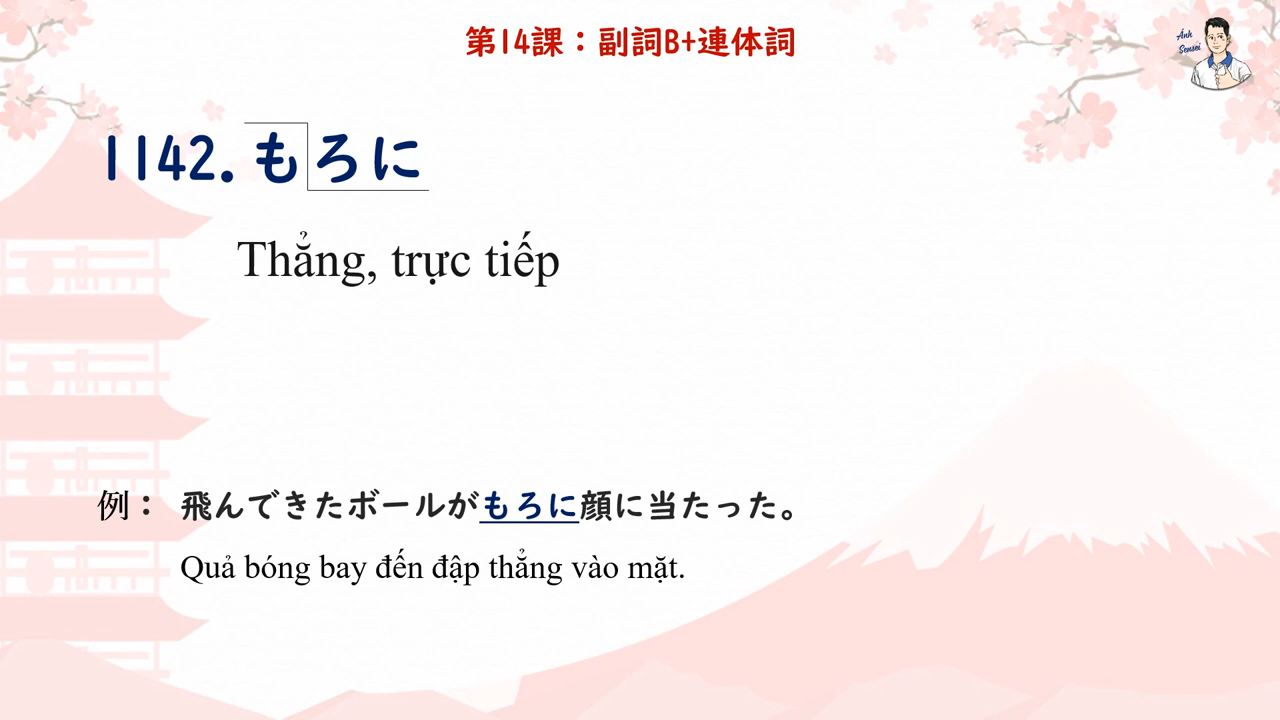 第14課：副詞B+連体詞
Anh
Sensei
1142. もろに
Thẳng, trực tiếp
例： 飛んできたボールがもろに顔に当たった。
Quả bóng bay đến đập thẳng vào mặt.